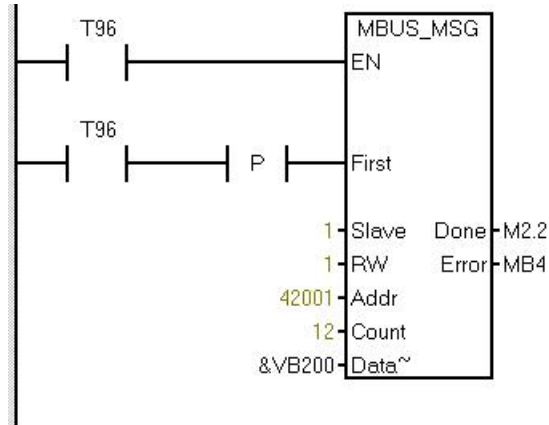 T96 MBUS_MSG
EN
T96
P First
1 Slave Done M2.2
1 RW Error MB4
42001 Addr
12 Count
&VB200 Data~